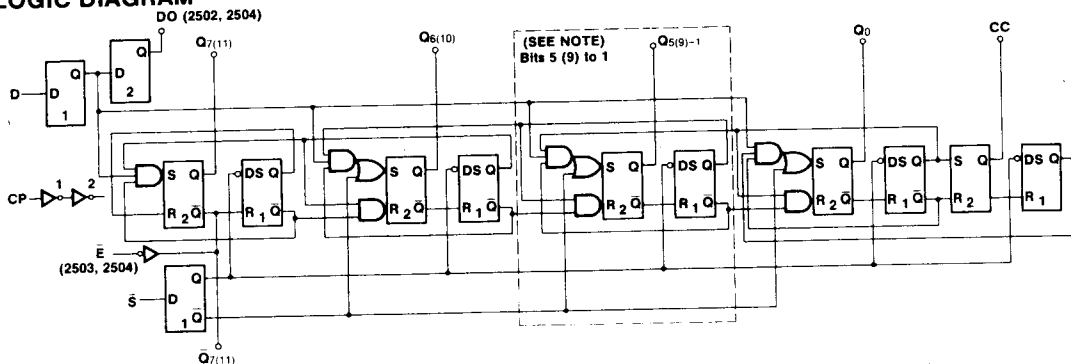 LOGIC DIAGRAM
DO (2502, 2504)
Q7(11)
Q6(10)
(SEE NOTE)
Bits 5 (9) to 1
Q5(9)-1
Q0
CC
Q
D
2
D
D
Q
1
S Q
R 2 Q̄
DS Q
R 1 Q̄
S Q
R 2 Q̄
DS Q
R 1 Q̄
S Q
R 2 Q̄
DS Q
R 1 Q̄
S Q
R 2 Q̄
DS Q
R 1 Q̄
S Q
R 2
DS Q
R 1
CP
1
2
Ē
(2503, 2504)
S̄
D
Q
1 Q̄
Q̄7(11)